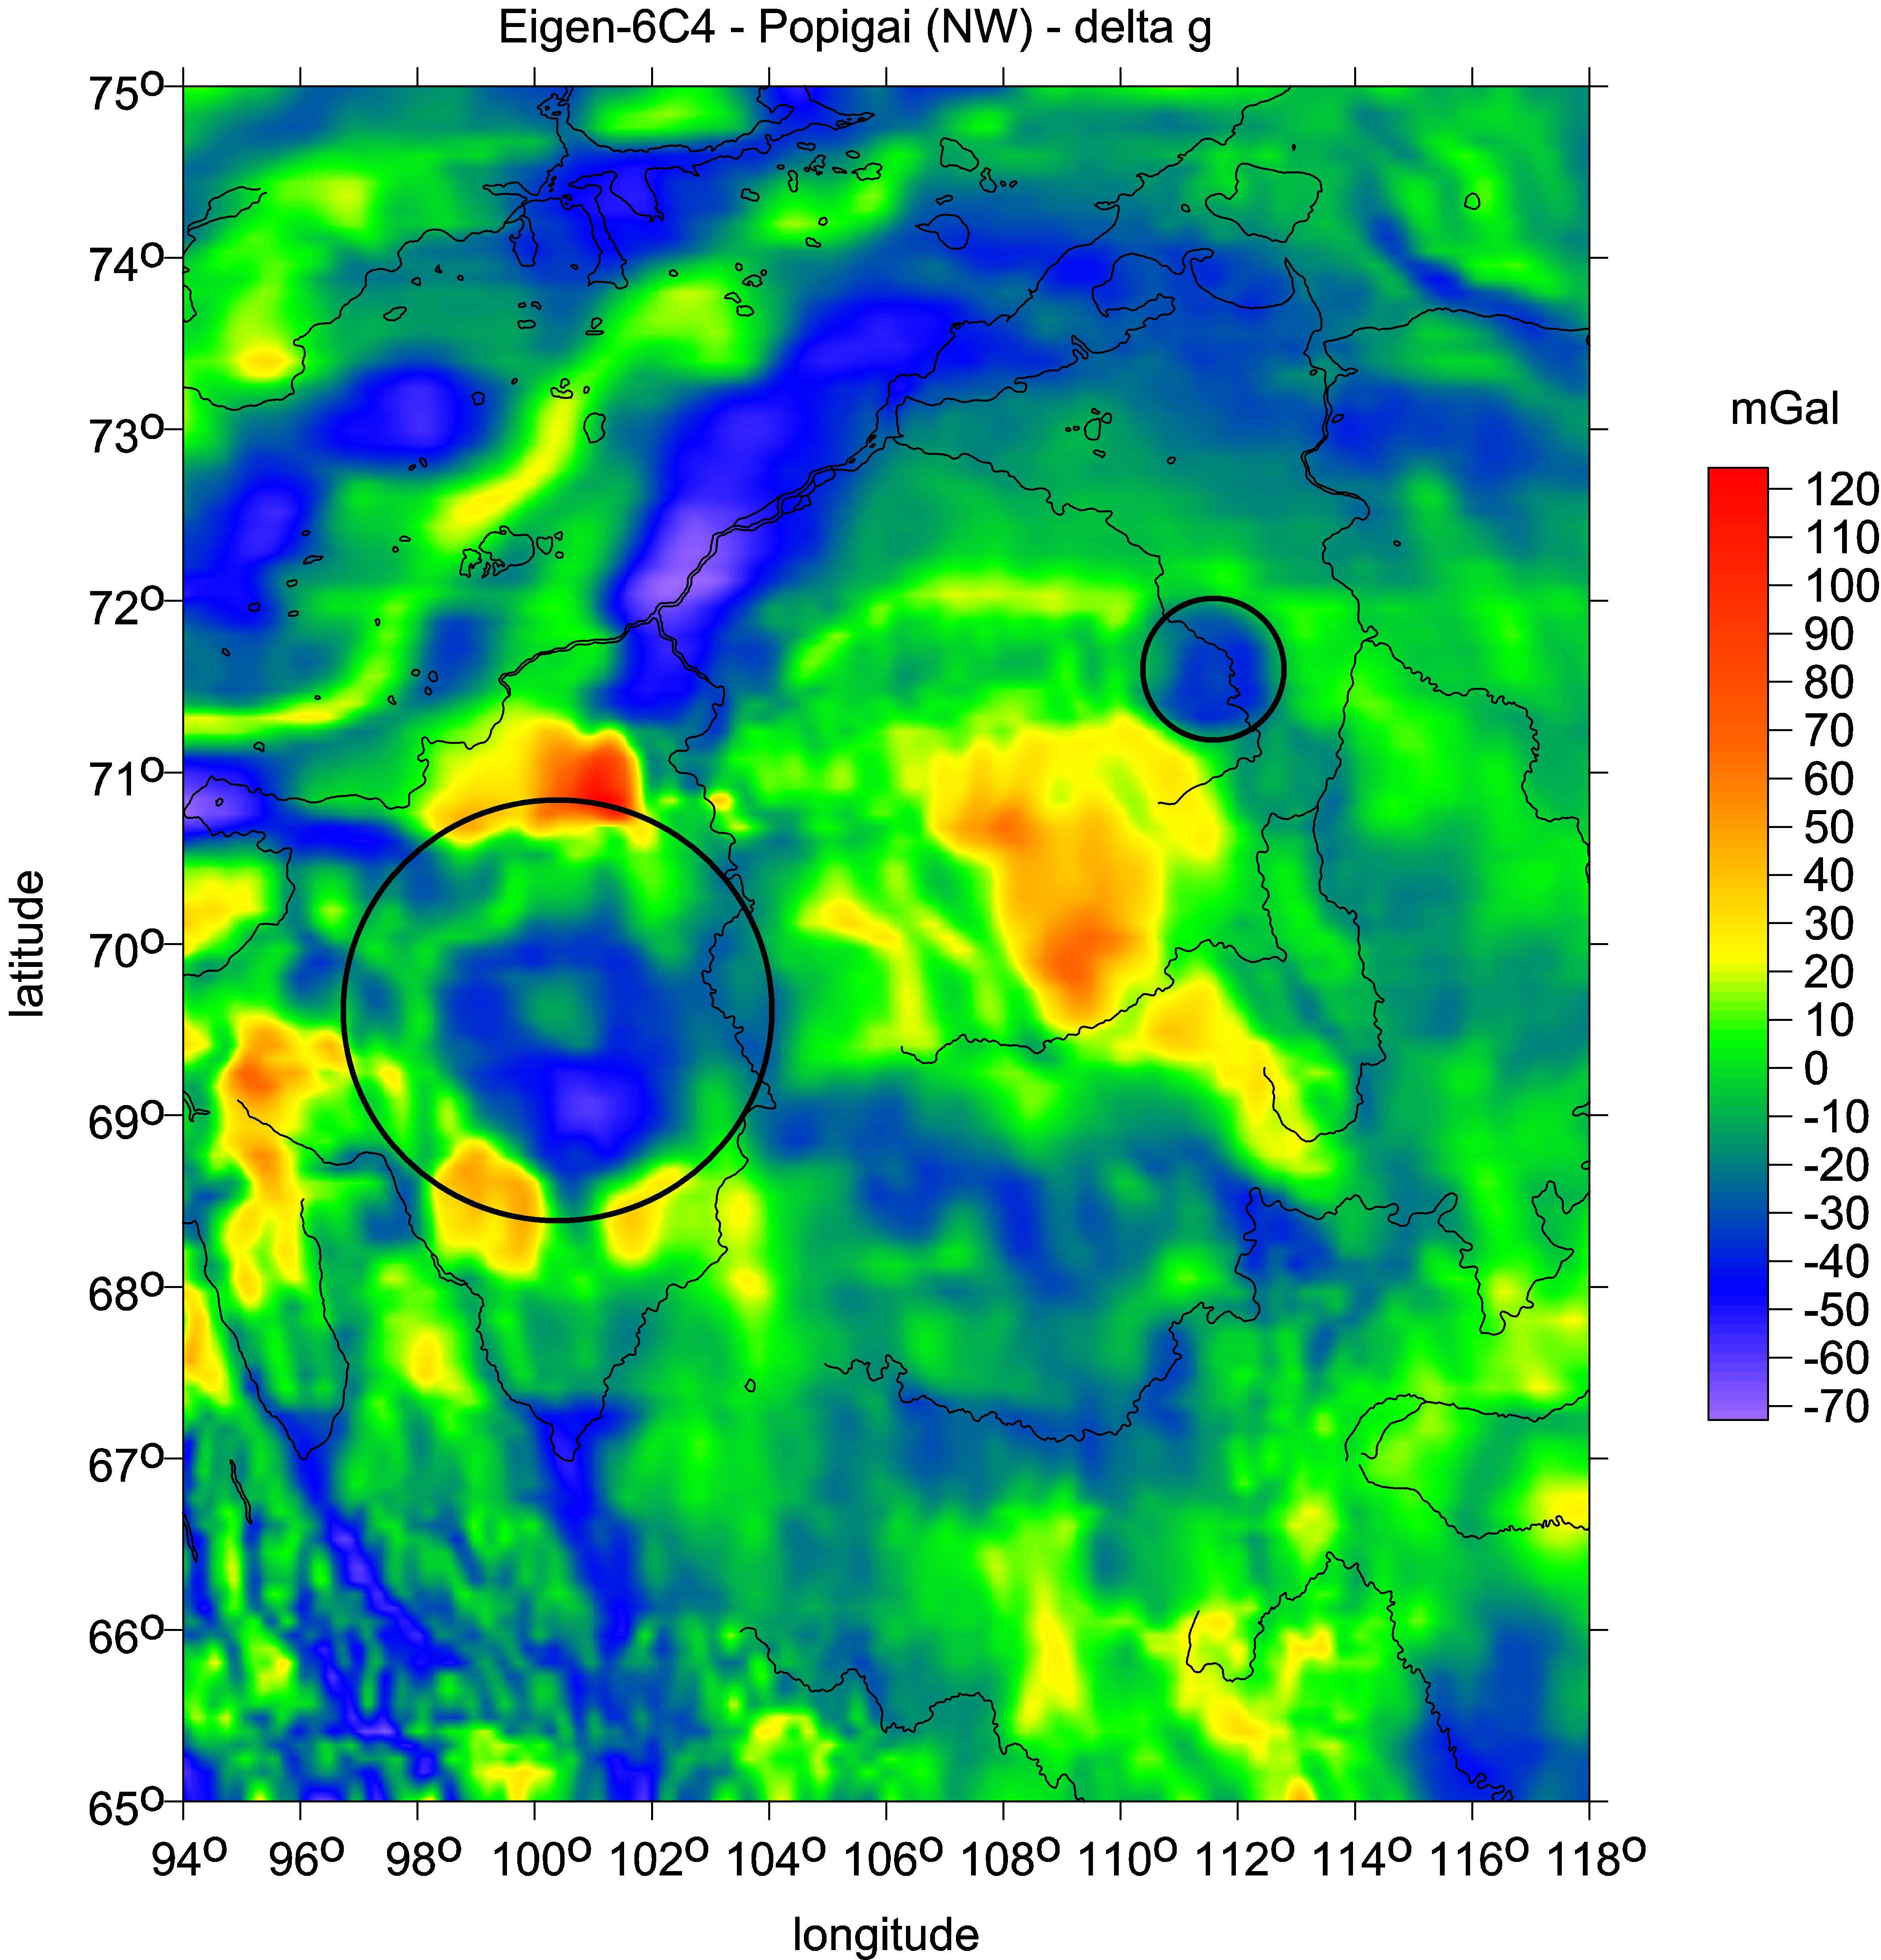 Eigen-6C4 - Popigai (NW) - delta g
75o
74o
73o
72o
71o
70o
69o
68o
67o
66o
65o
latitude
94o 96o 98o 100o 102o 104o 106o 108o 110o 112o 114o 116o 118o
longitude
mGal
120
110
100
90
80
70
60
50
40
30
20
10
0
-10
-20
-30
-40
-50
-60
-70